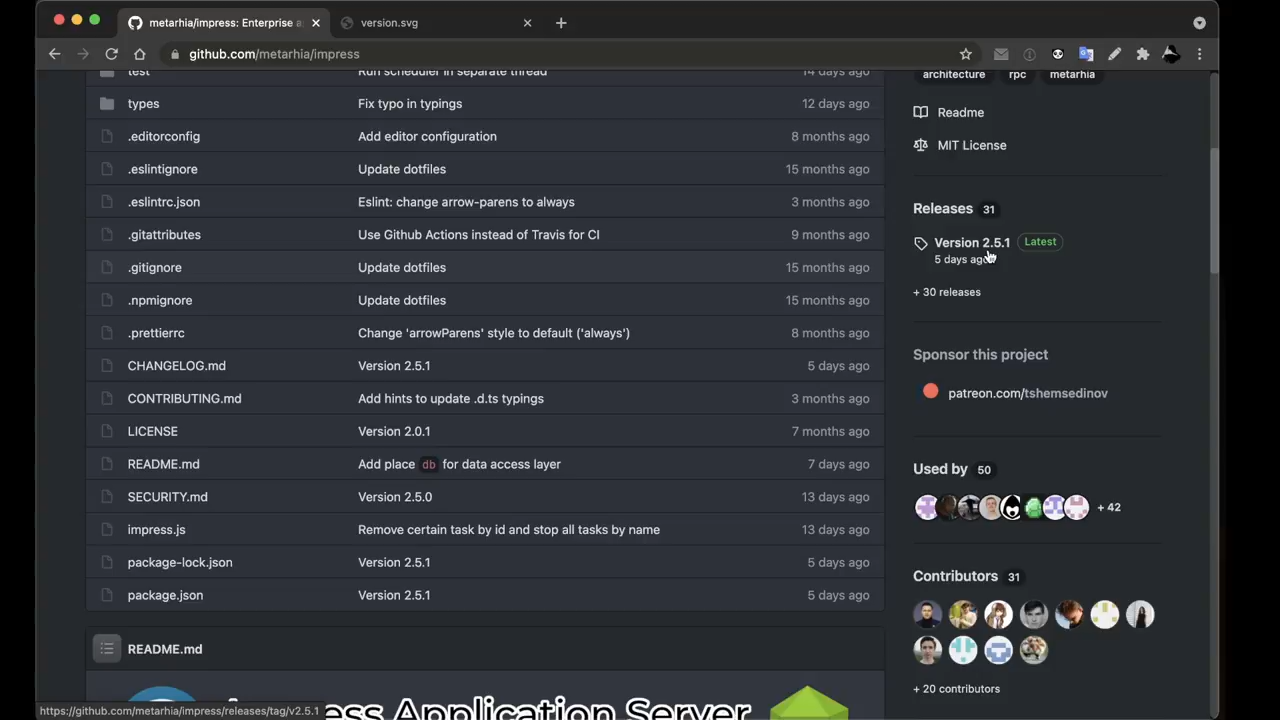 metarhia/impress: Enterprise a
version.svg
github.com/metarhia/impress
test Run scheduler in separate thread 14 days ago
types Fix typo in typings 12 days ago
.editorconfig Add editor configuration 8 months ago
.eslintignore Update dotfiles 15 months ago
.eslintrc.json Eslint: change arrow-parens to always 3 months ago
.gitattributes Use Github Actions instead of Travis for CI 9 months ago
.gitignore Update dotfiles 15 months ago
.npmignore Update dotfiles 15 months ago
.prettierrc Change 'arrowParens' style to default ('always') 8 months ago
CHANGELOG.md Version 2.5.1 5 days ago
CONTRIBUTING.md Add hints to update .d.ts typings 3 months ago
LICENSE Version 2.0.1 7 months ago
README.md Add place db for data access layer 7 days ago
SECURITY.md Version 2.5.0 13 days ago
impress.js Remove certain task by id and stop all tasks by name 13 days ago
package-lock.json Version 2.5.1 5 days ago
package.json Version 2.5.1 5 days ago
README.md
ess Application Server
https://github.com/metarhia/impress/releases/tag/v2.5.1
architecture rpc metarhia
Readme
MIT License
Releases 31
Version 2.5.1 Latest
5 days ago
+ 30 releases
Sponsor this project
patreon.com/tshemsedinov
Used by 50
+ 42
Contributors 31
+ 20 contributors